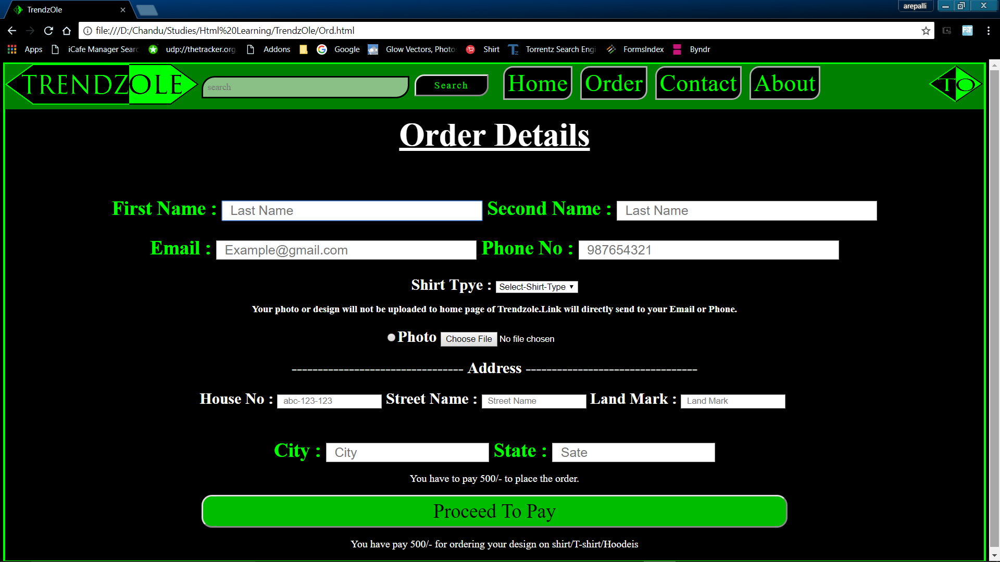 TrendzOle
arepalli
file:///D:/Chandu/Studies/Html%20Learning/TrendzOle/Ord.html
Apps iCafe Manager Searc udp://thetracker.org Addons Google Glow Vectors, Photo Shirt Torrentz Search Engi FormsIndex Byndr
TRENDZOLE search Search Home Order Contact About TO
Order Details
First Name : Last Name Second Name : Last Name
Email : Example@gmail.com Phone No : 987654321
Shirt Tpye : Select-Shirt-Type
Your photo or design will not be uploaded to home page of Trendzole.Link will directly send to your Email or Phone.
Photo Choose File No file chosen
--------------------------------- Address ---------------------------------
House No : abc-123-123 Street Name : Street Name Land Mark : Land Mark
City : City State : Sate
You have to pay 500/- to place the order.
Proceed To Pay
You have pay 500/- for ordering your design on shirt/T-shirt/Hoodeis